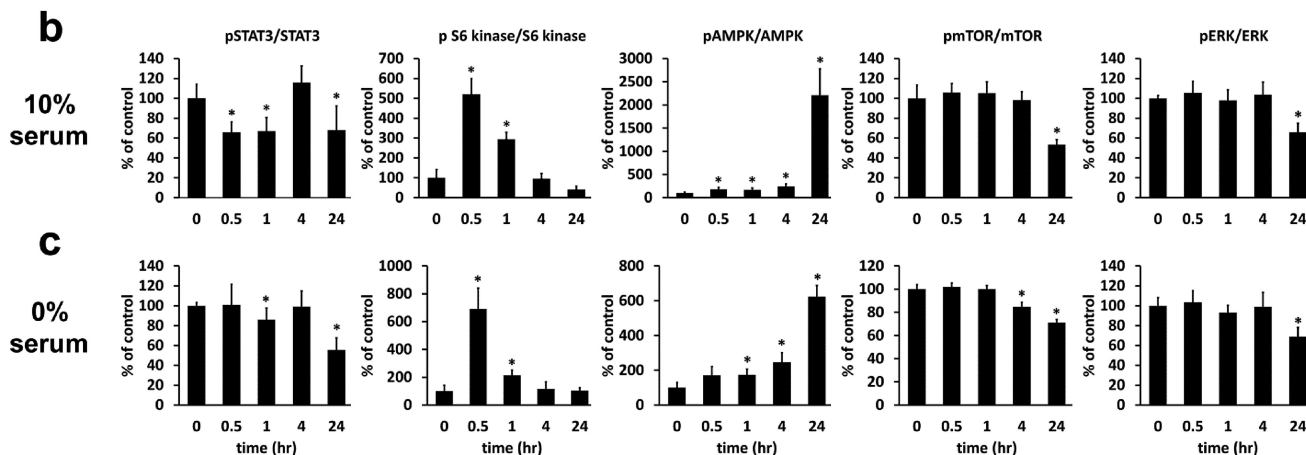 b
10%
serum
pSTAT3/STAT3
% of control
140
120
100
80
60
40
20
0
* * *
0 0.5 1 4 24
p S6 kinase/S6 kinase
% of control
700
600
500
400
300
200
100
0
* *
0 0.5 1 4 24
pAMPK/AMPK
% of control
3000
2500
2000
1500
1000
500
0
* * * *
0 0.5 1 4 24
pmTOR/mTOR
% of control
140
120
100
80
60
40
20
0
*
0 0.5 1 4 24
pERK/ERK
% of control
140
120
100
80
60
40
20
0
*
0 0.5 1 4 24
c
0%
serum
% of control
140
120
100
80
60
40
20
0
* *
0 0.5 1 4 24
time (hr)
% of control
1000
800
600
400
200
0
* *
0 0.5 1 4 24
time (hr)
% of control
800
600
400
200
0
* * *
0 0.5 1 4 24
time (hr)
% of control
120
100
80
60
40
20
0
* *
0 0.5 1 4 24
time (hr)
% of control
140
120
100
80
60
40
20
0
*
0 0.5 1 4 24
time (hr)